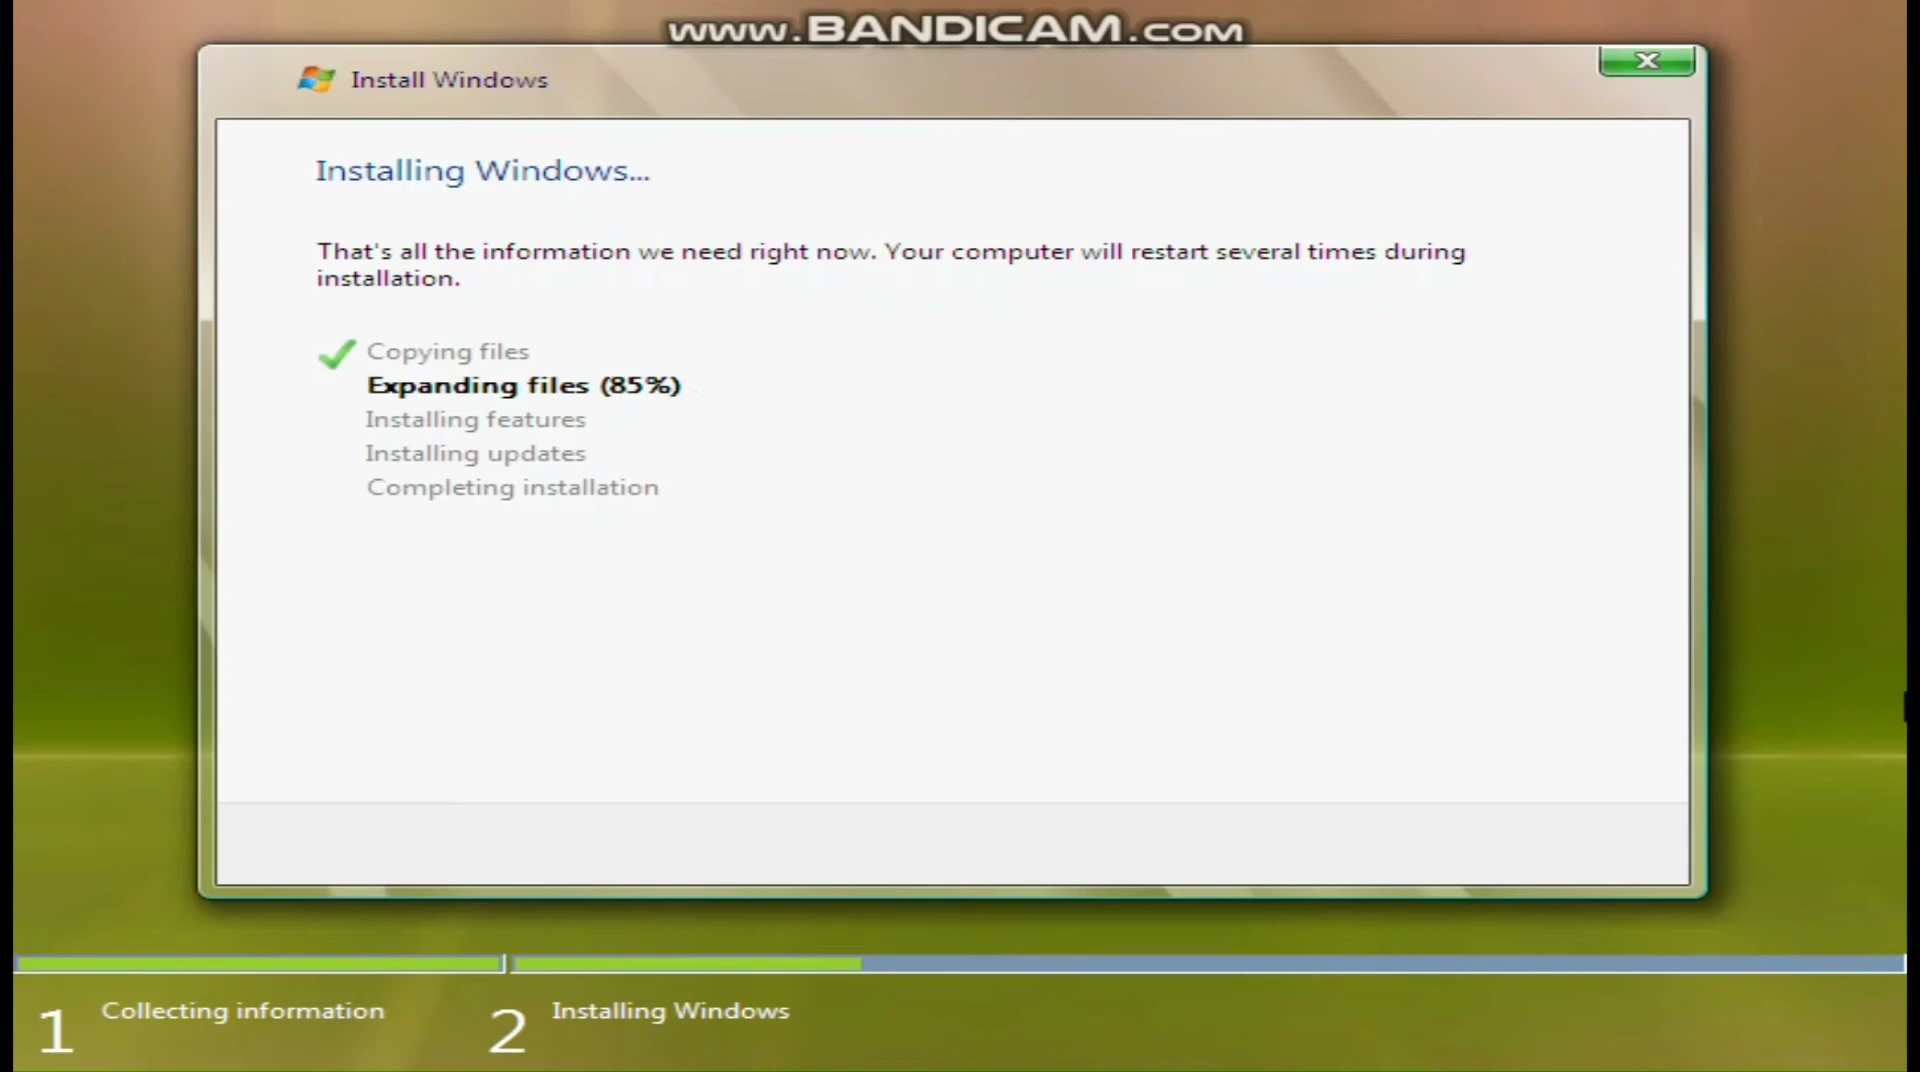 www.BANDICAM.com
Install Windows
Installing Windows...
That's all the information we need right now. Your computer will restart several times during
installation.
Copying files
Expanding files (85%)
Installing features
Installing updates
Completing installation
1 Collecting information
2 Installing Windows